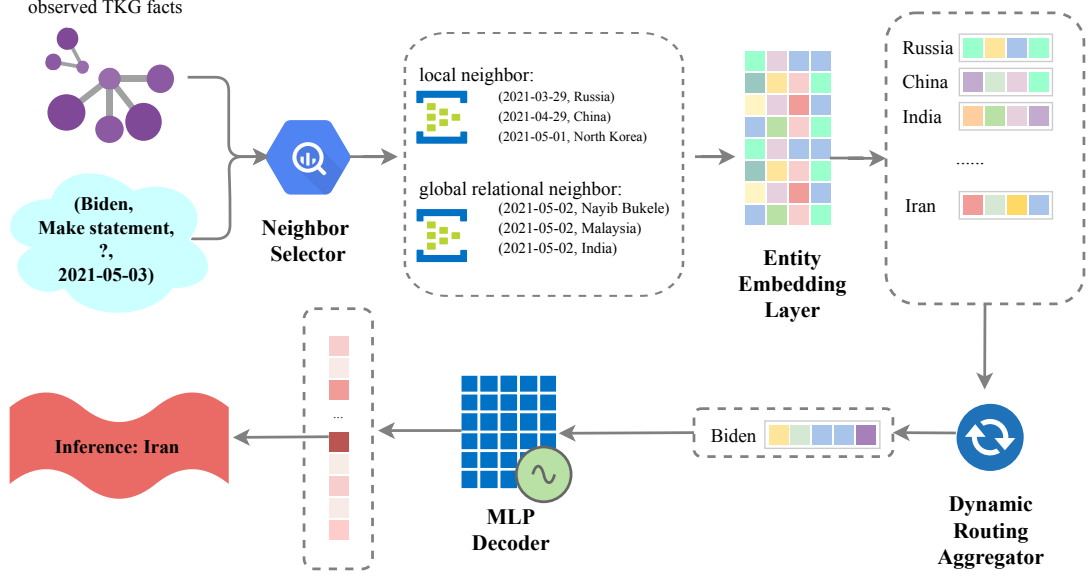 observed TKG facts
(Biden,
Make statement,
?,
2021-05-03)
Neighbor
Selector
local neighbor:
(2021-03-29, Russia)
(2021-04-29, China)
(2021-05-01, North Korea)
global relational neighbor:
(2021-05-02, Nayib Bukele)
(2021-05-02, Malaysia)
(2021-05-02, India)
Entity
Embedding
Layer
Russia
China
India
......
Iran
Dynamic
Routing
Aggregator
Biden
MLP
Decoder
...
Inference: Iran